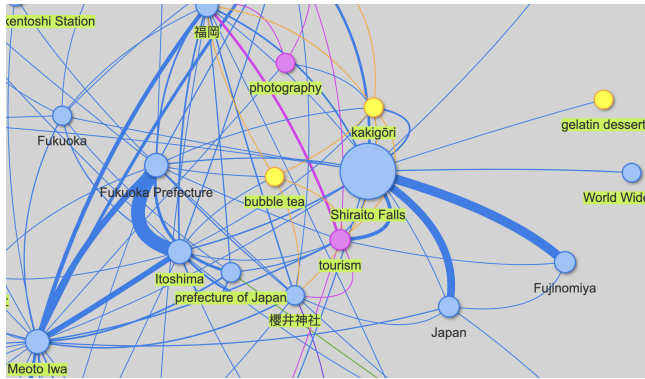 kentoshi Station
福岡
photography
kakigōri
gelatin dessert
Fukuoka
Fukuoka Prefecture
bubble tea
World Wide
Shiraito Falls
tourism
Itoshima
prefecture of Japan
Fujinomiya
櫻井神社
Japan
Meoto Iwa